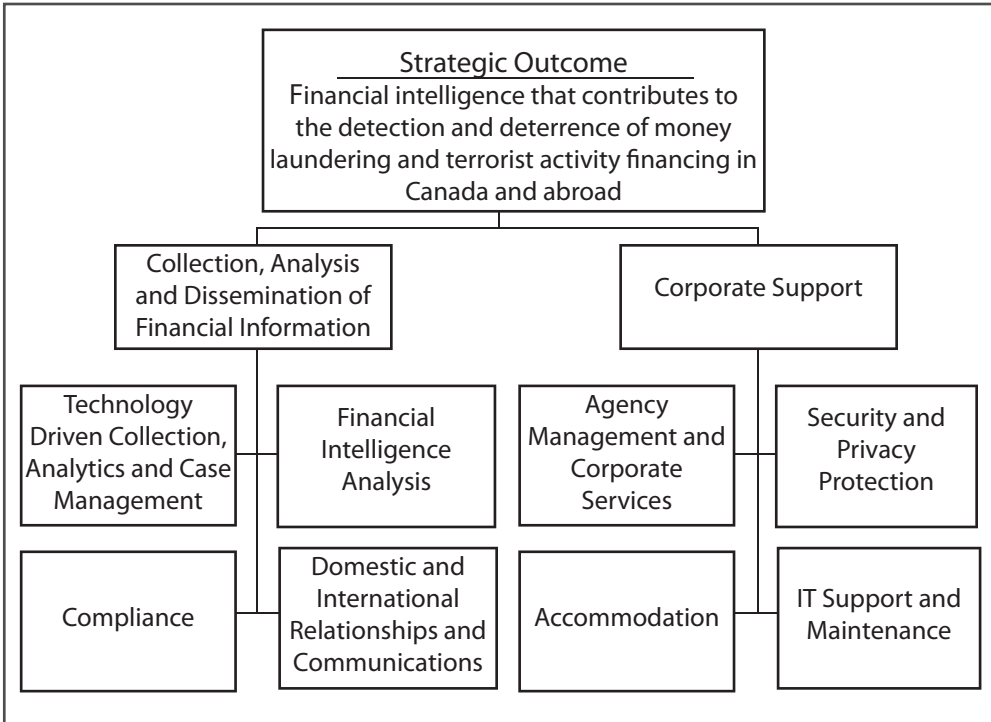 Strategic Outcome
Financial intelligence that contributes to
the detection and deterrence of money
laundering and terrorist activity financing in
Canada and abroad
Collection, Analysis
and Dissemination of
Financial Information
Corporate Support
Technology
Driven Collection,
Analytics and Case
Management
Financial
Intelligence
Analysis
Agency
Management and
Corporate
Services
Security and
Privacy
Protection
Compliance
Domestic and
International
Relationships and
Communications
Accommodation
IT Support and
Maintenance